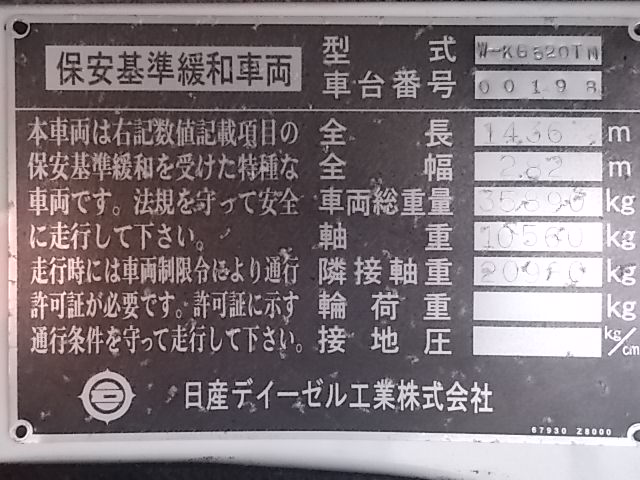 保安基準緩和車両
型式 W-KG520TN
車台番号 00198
本車両は右記数値記載項目の
保安基準緩和を受けた特種な
車両です。法規を守って安全
に走行して下さい。
走行時には車両制限令により通行
許可証が必要です。許可証に示す
通行条件を守って走行して下さい。
全長 14.36 m
全幅 2.82 m
車両総重量 kg
軸重 10560 kg
隣接軸重 kg
輪荷重 kg
接地圧 kg/cm
日産デイーゼル工業株式会社
67930 Z8000